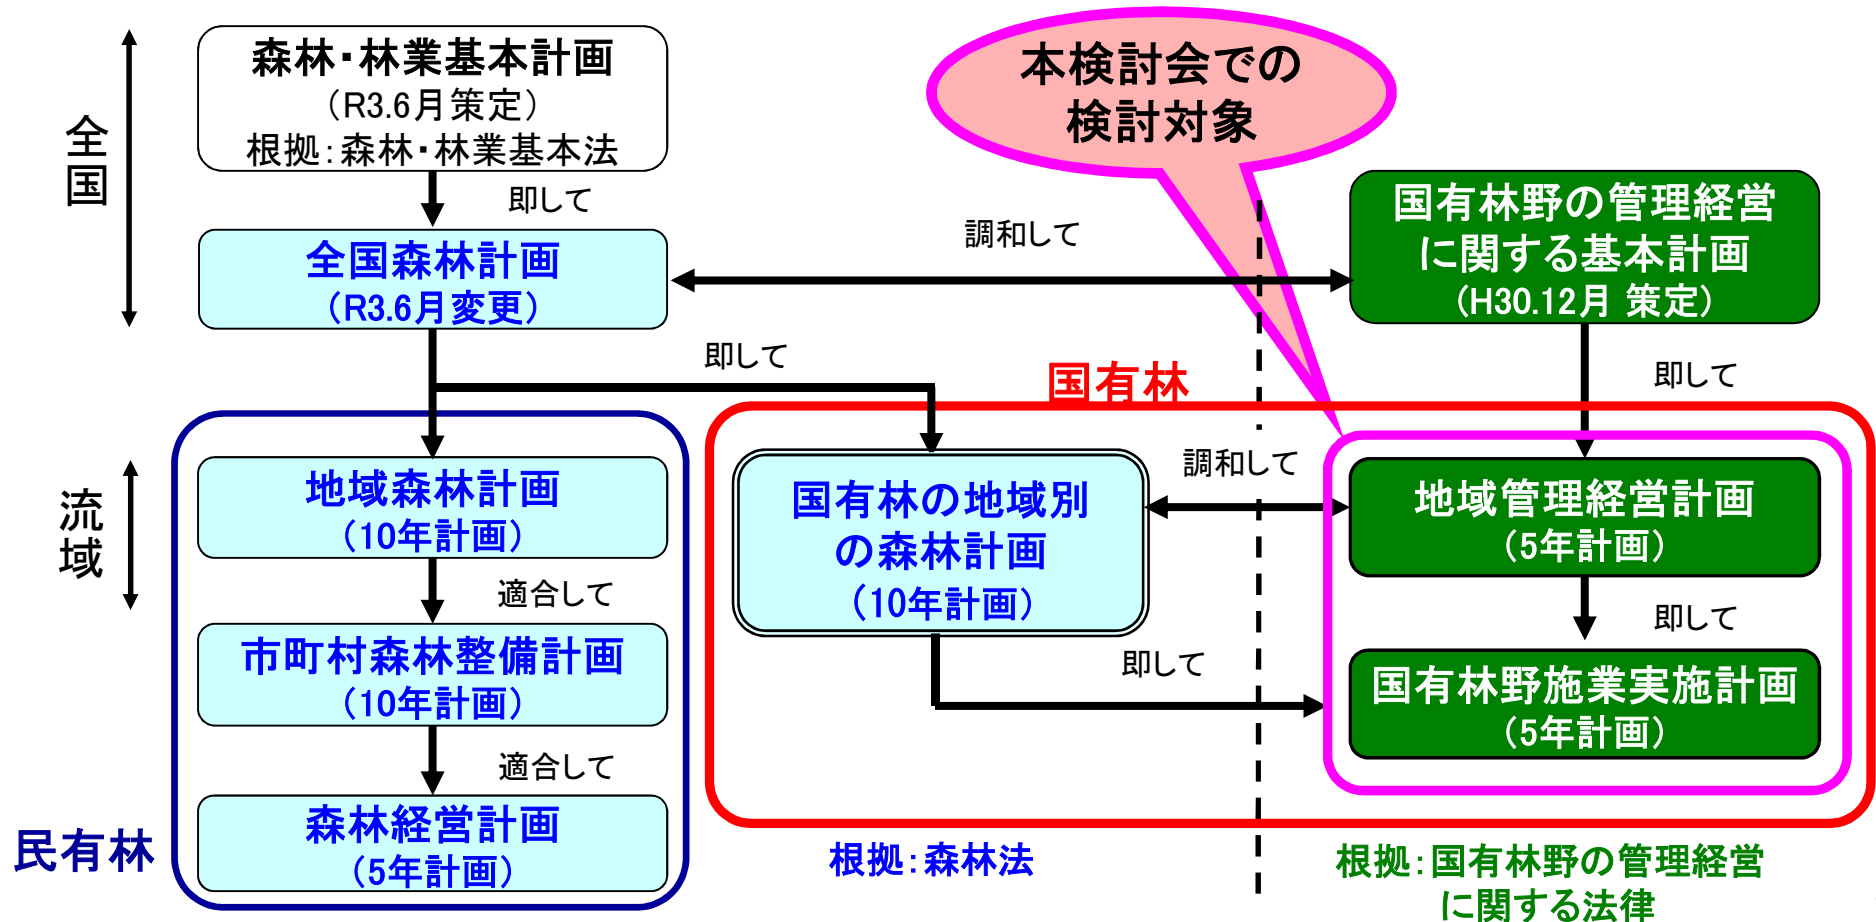 森林・林業基本計画
（R3.6月策定）
根拠：森林・林業基本法
本検討会での
検討対象
全国
即して
国有林野の管理経営
に関する基本計画
（H30.12月 策定）
調和して
全国森林計画
（R3.6月変更）
即して
国有林
即して
流域
地域森林計画
（10年計画）
国有林の地域別
の森林計画
（10年計画）
調和して
地域管理経営計画
（5年計画）
適合して
即して
市町村森林整備計画
（10年計画）
即して
国有林野施業実施計画
（5年計画）
適合して
民有林
森林経営計画
（5年計画）
根拠：森林法
根拠：国有林野の管理経営
に関する法律